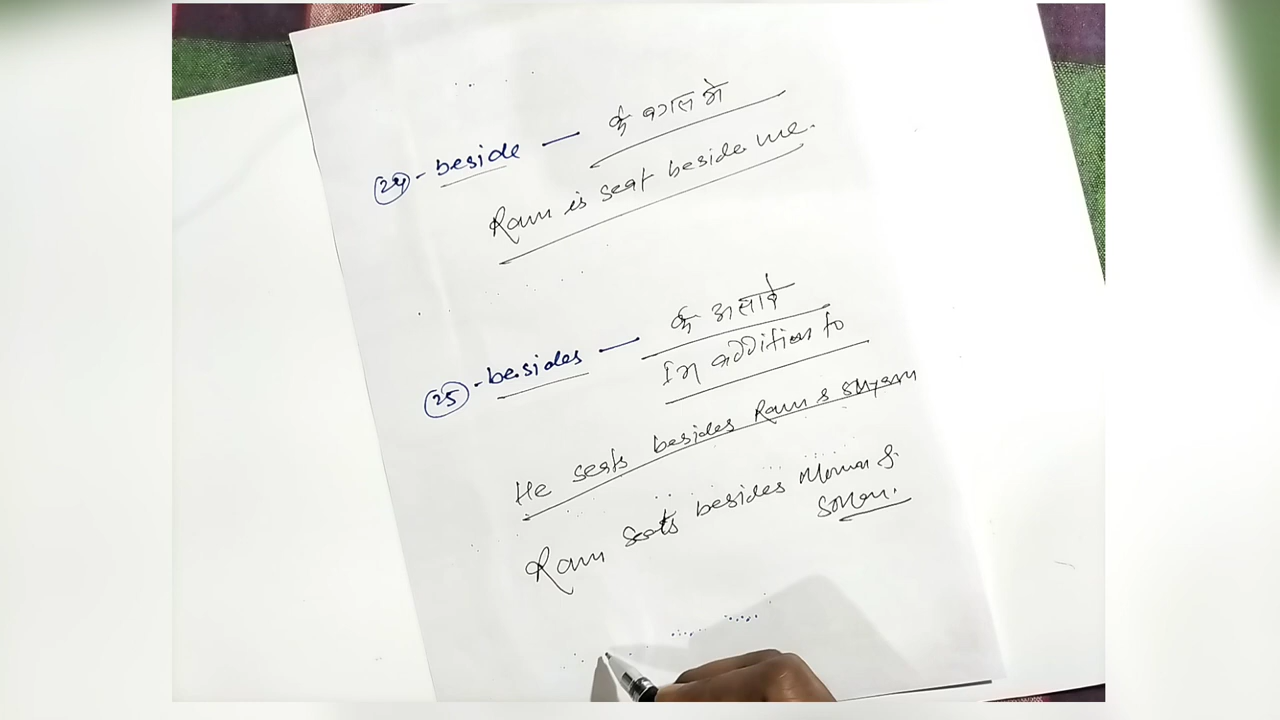 (24) - beside — के बगल मे
Ram is seat beside me.
(25) - besides — के अलावे
In addition to
He seats besides Ram & Shyam
Ram seats besides Mohan &
Sohan.